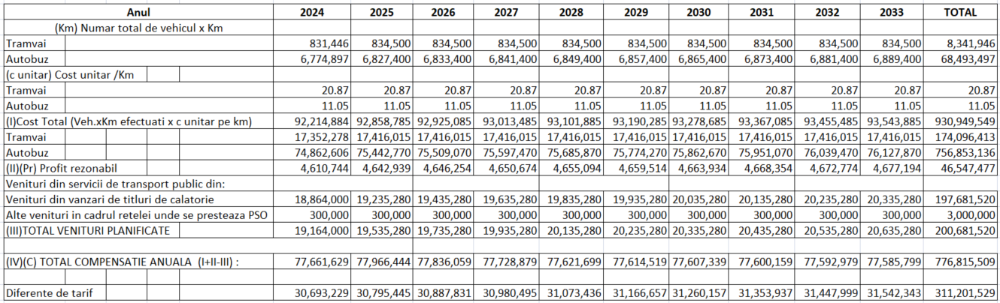 Anul 2024 2025 2026 2027 2028 2029 2030 2031 2032 2033 TOTAL
(Km) Numar total de vehicul x Km
Tramvai 831,446 834,500 834,500 834,500 834,500 834,500 834,500 834,500 834,500 834,500 8,341,946
Autobuz 6,774,897 6,827,400 6,833,400 6,841,400 6,849,400 6,857,400 6,865,400 6,873,400 6,881,400 6,889,400 68,493,497
(c unitar) Cost unitar /Km
Tramvai 20.87 20.87 20.87 20.87 20.87 20.87 20.87 20.87 20.87 20.87 20.87
Autobuz 11.05 11.05 11.05 11.05 11.05 11.05 11.05 11.05 11.05 11.05 11.05
(I)Cost Total (Veh.xKm efectuati x c unitar pe km) 92,214,884 92,858,785 92,925,085 93,013,485 93,101,885 93,190,285 93,278,685 93,367,085 93,455,485 93,543,885 930,949,549
Tramvai 17,352,278 17,416,015 17,416,015 17,416,015 17,416,015 17,416,015 17,416,015 17,416,015 17,416,015 17,416,015 174,096,413
Autobuz 74,862,606 75,442,770 75,509,070 75,597,470 75,685,870 75,774,270 75,862,670 75,951,070 76,039,470 76,127,870 756,853,136
(II)(Pr) Profit rezonabil 4,610,744 4,642,939 4,646,254 4,650,674 4,655,094 4,659,514 4,663,934 4,668,354 4,672,774 4,677,194 46,547,477
Venituri din servicii de transport public din:
Venituri din vanzari de titluri de calatorie 18,864,000 19,235,280 19,435,280 19,635,280 19,835,280 19,935,280 20,035,280 20,135,280 20,235,280 20,335,280 197,681,520
Alte venituri in cadrul retelei unde se presteaza PSO 300,000 300,000 300,000 300,000 300,000 300,000 300,000 300,000 300,000 300,000 3,000,000
(III)TOTAL VENITURI PLANIFICATE 19,164,000 19,535,280 19,735,280 19,935,280 20,135,280 20,235,280 20,335,280 20,435,280 20,535,280 20,635,280 200,681,520
(IV)(C) TOTAL COMPENSATIE ANUALA (I+II-III) : 77,661,629 77,966,444 77,836,059 77,728,879 77,621,699 77,614,519 77,607,339 77,600,159 77,592,979 77,585,799 776,815,509
Diferente de tarif 30,693,229 30,795,445 30,887,831 30,980,495 31,073,436 31,166,657 31,260,157 31,353,937 31,447,999 31,542,343 311,201,529